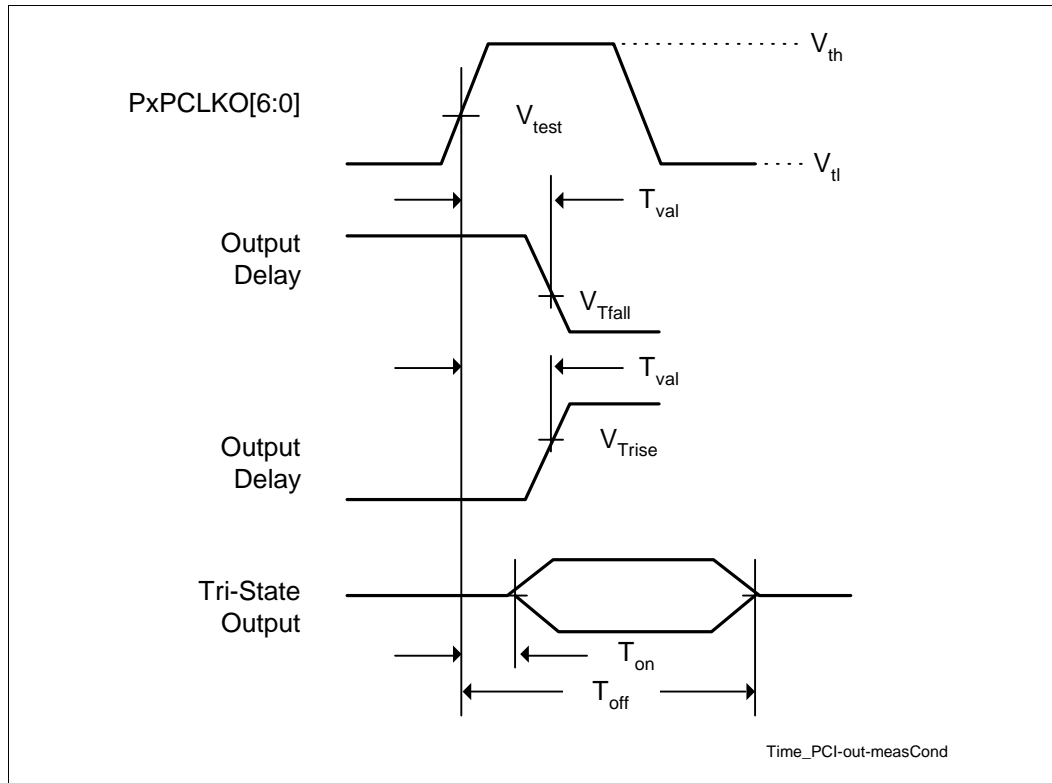 V_th
PxPCLKO[6:0]
V_test
V_tl
T_val
Output
Delay
V_Tfall
T_val
Output
Delay
V_Trise
Tri-State
Output
T_on
T_off
Time_PCI-out-measCond